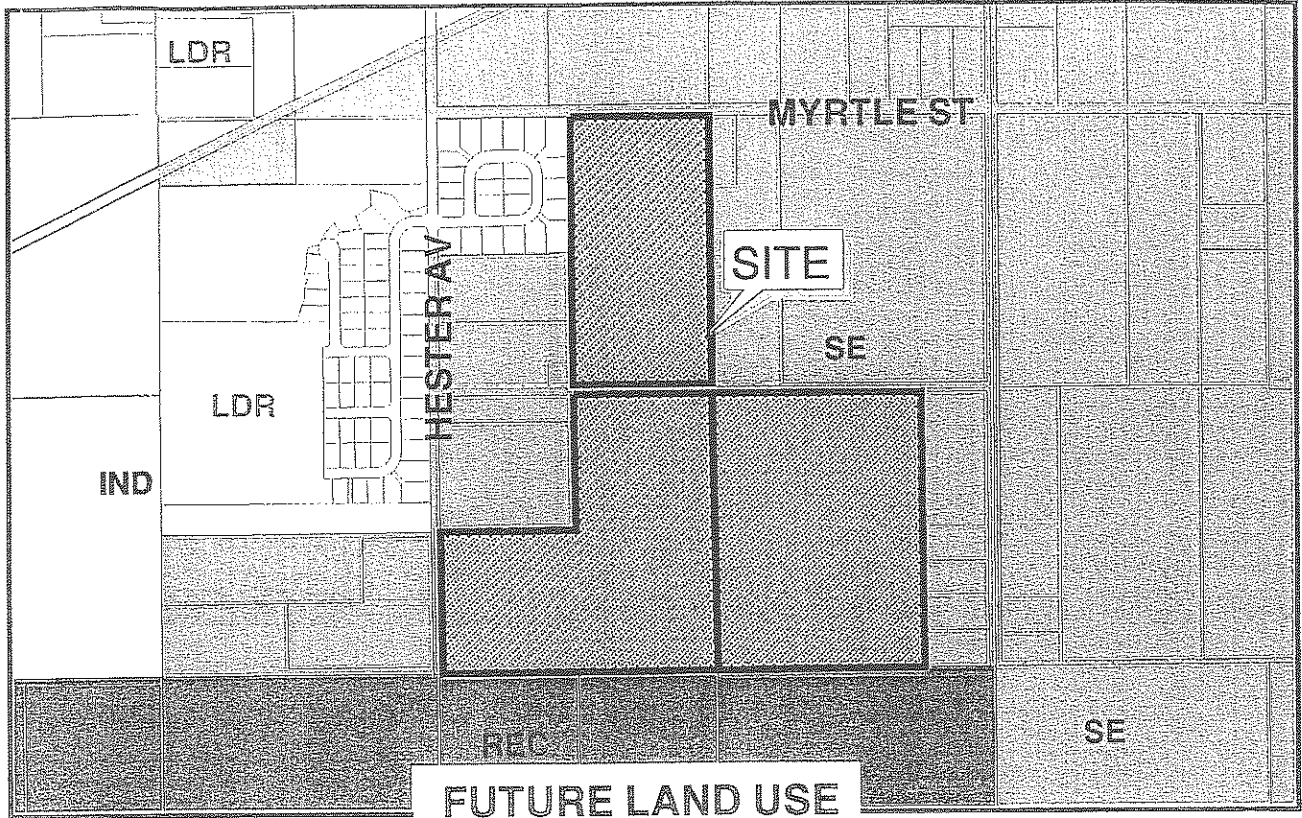 LDR
MYRTLE ST
SITE
HESTER AV
SE
LDR
IND
REC
SE
FUTURE LAND USE